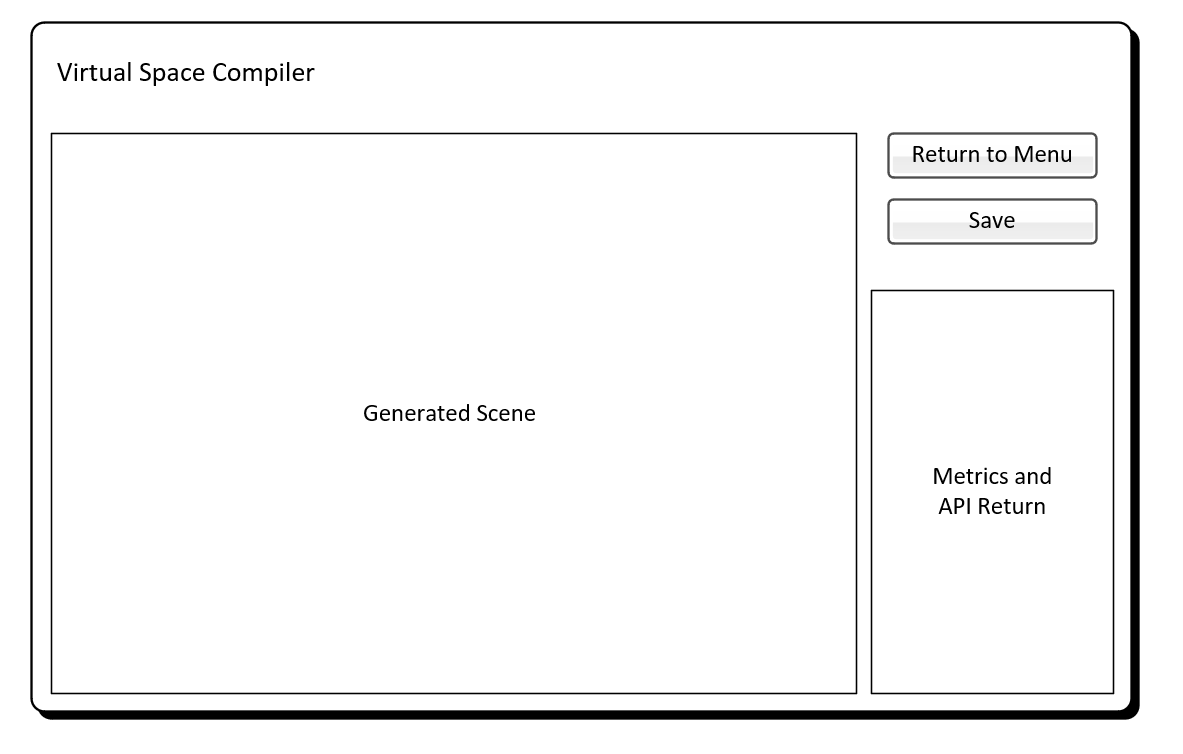 Virtual Space Compiler
Return to Menu
Save
Generated Scene
Metrics and
API Return